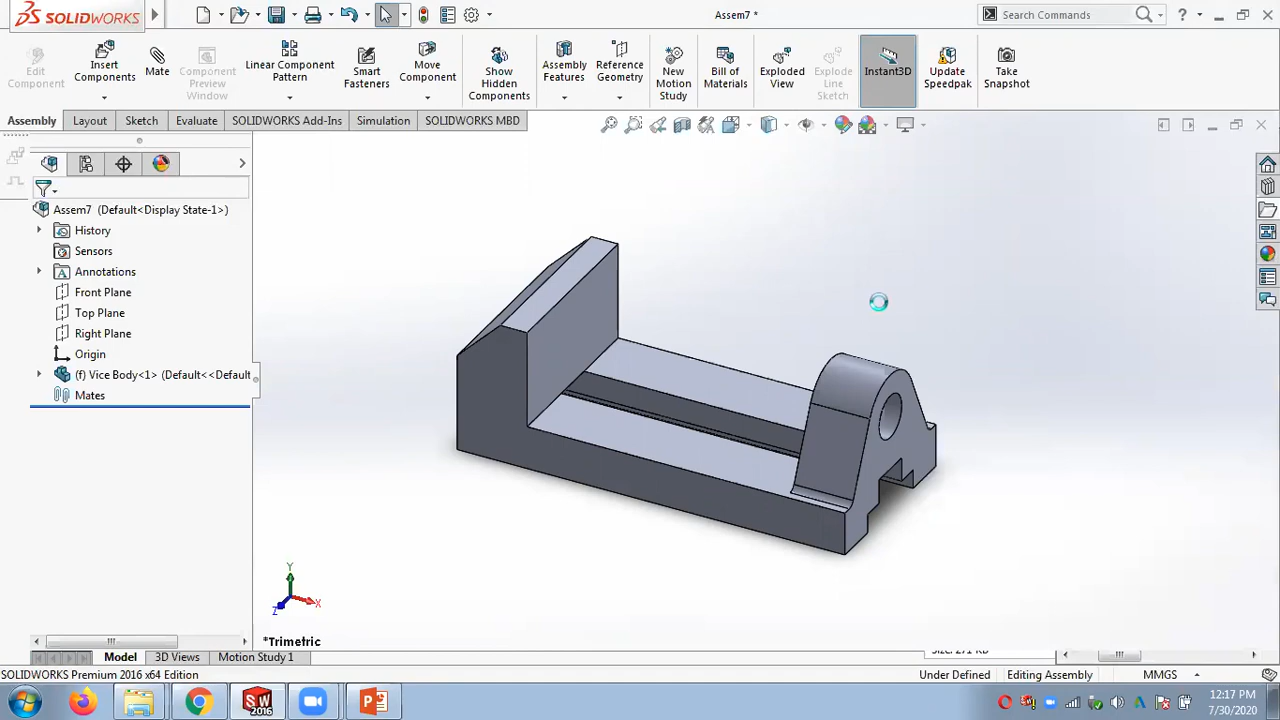 SOLIDWORKS
Assem7 *
Search Commands
?
Edit Component
Insert Components
Mate
Component Preview Window
Linear Component Pattern
Smart Fasteners
Move Component
Show Hidden Components
Assembly Features
Reference Geometry
New Motion Study
Bill of Materials
Exploded View
Explode Line Sketch
Instant3D
Update Speedpak
Take Snapshot
Assembly
Layout
Sketch
Evaluate
SOLIDWORKS Add-Ins
Simulation
SOLIDWORKS MBD
Assem7 (Default<Display State-1>)
History
Sensors
Annotations
Front Plane
Top Plane
Right Plane
Origin
(f) Vice Body<1> (Default<<Default
Mates
Y
X
Z
*Trimetric
Size: 271 KB
Model
3D Views
Motion Study 1
SOLIDWORKS Premium 2016 x64 Edition
Under Defined
Editing Assembly
MMGS
SW
2016
12:17 PM
7/30/2020